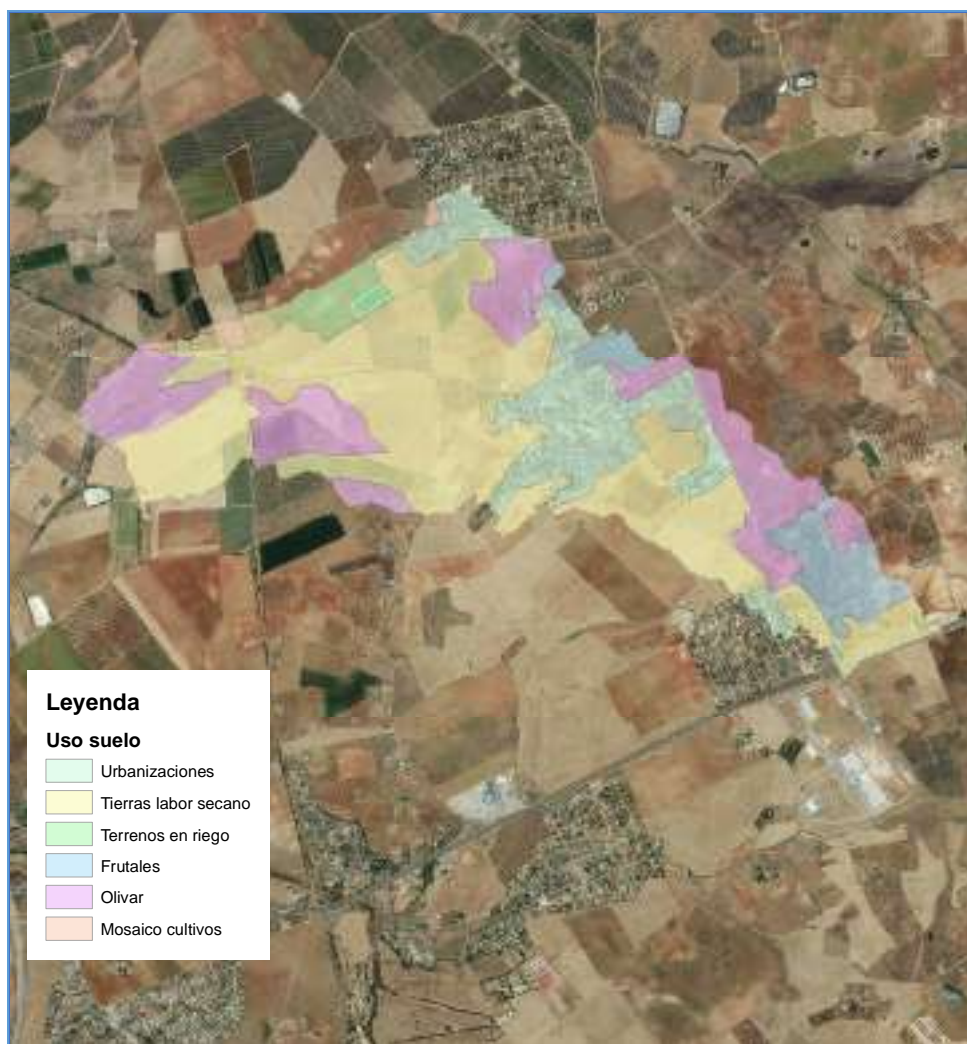 Leyenda
Uso suelo
Urbanizaciones
Tierras labor secano
Terrenos en riego
Frutales
Olivar
Mosaico cultivos